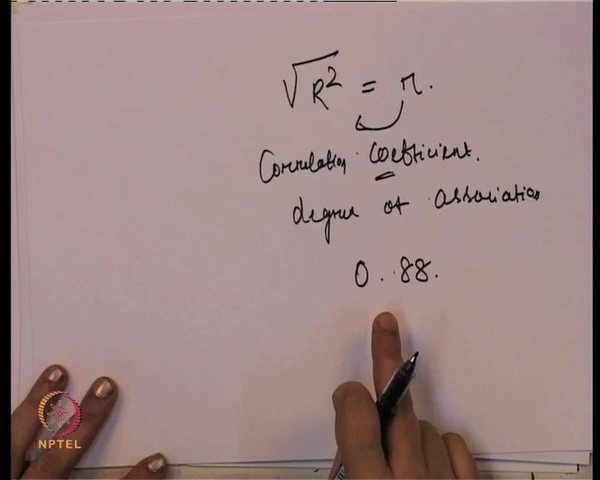 √R² = r.
Correlation coefficient.
degree of association
0.88.
NPTEL